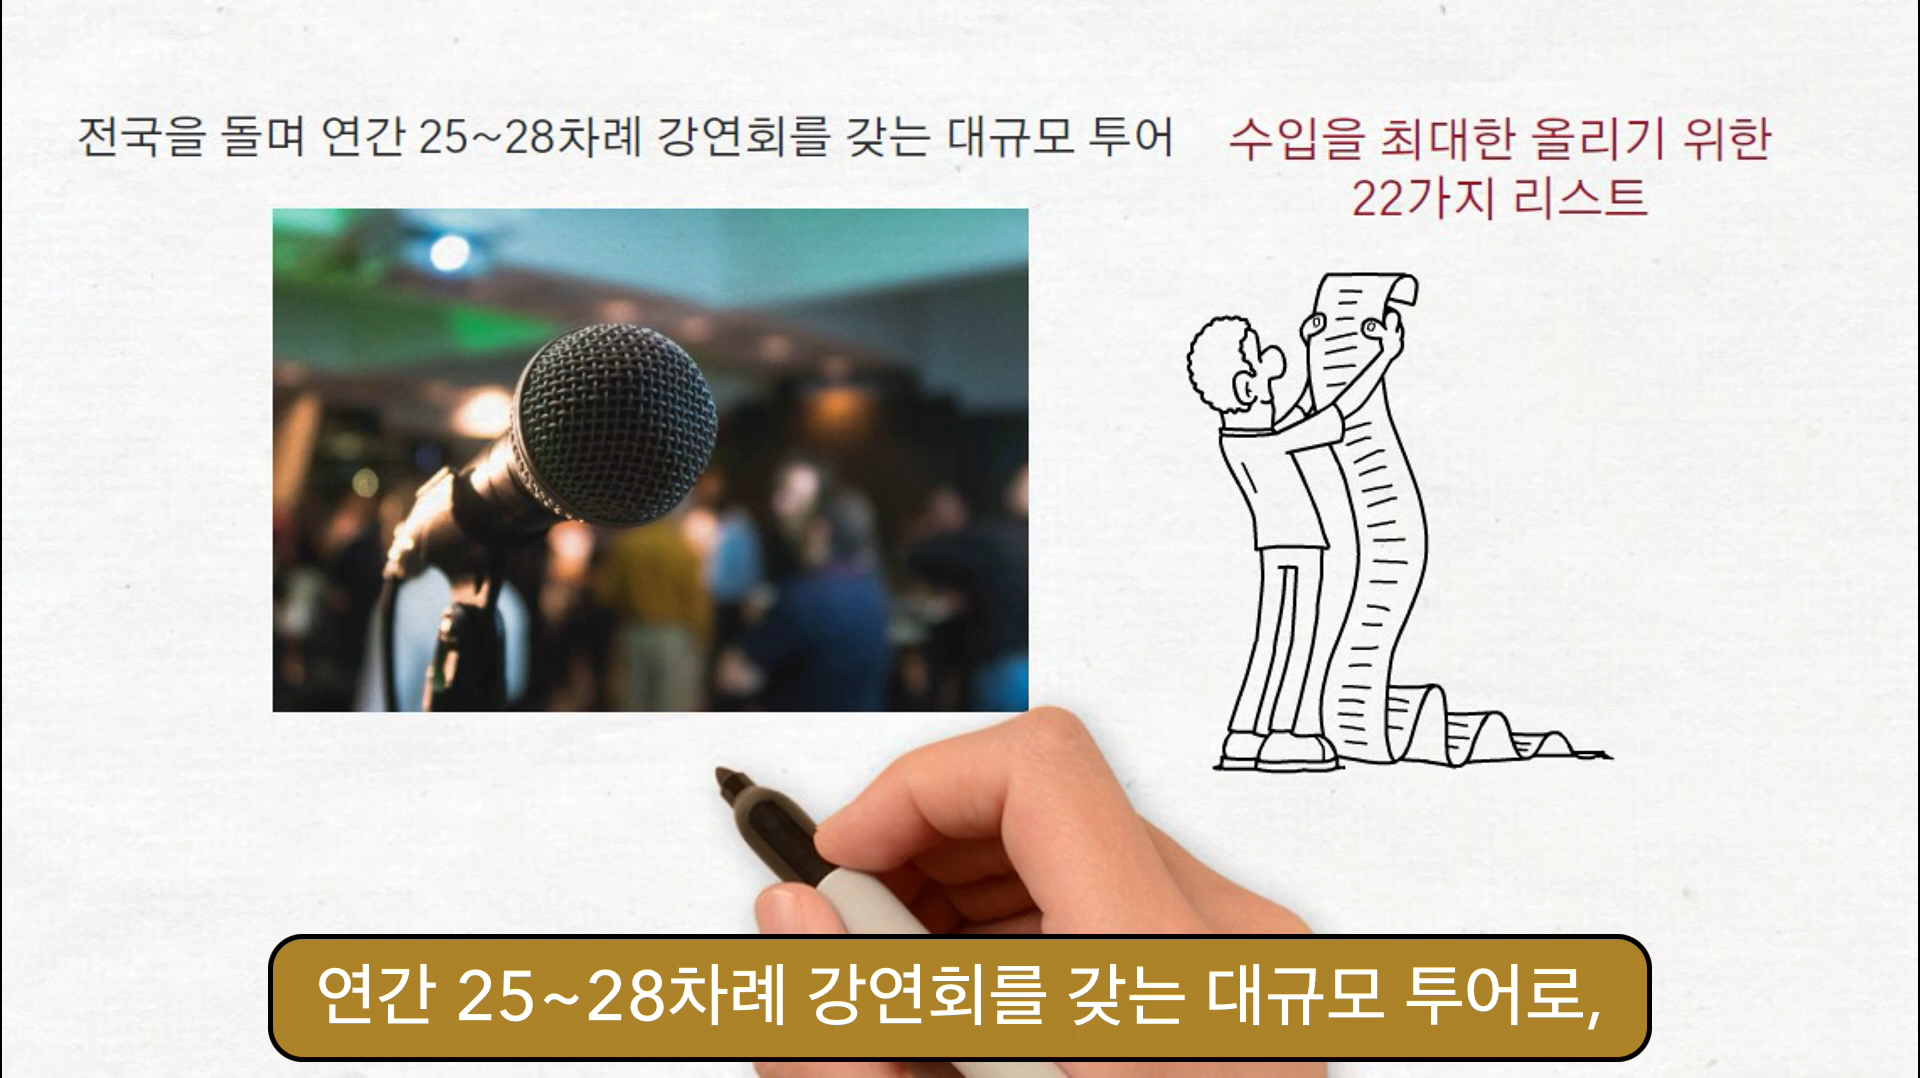 전국을 돌며 연간 25~28차례 강연회를 갖는 대규모 투어
수입을 최대한 올리기 위한
22가지 리스트
연간 25~28차례 강연회를 갖는 대규모 투어로,